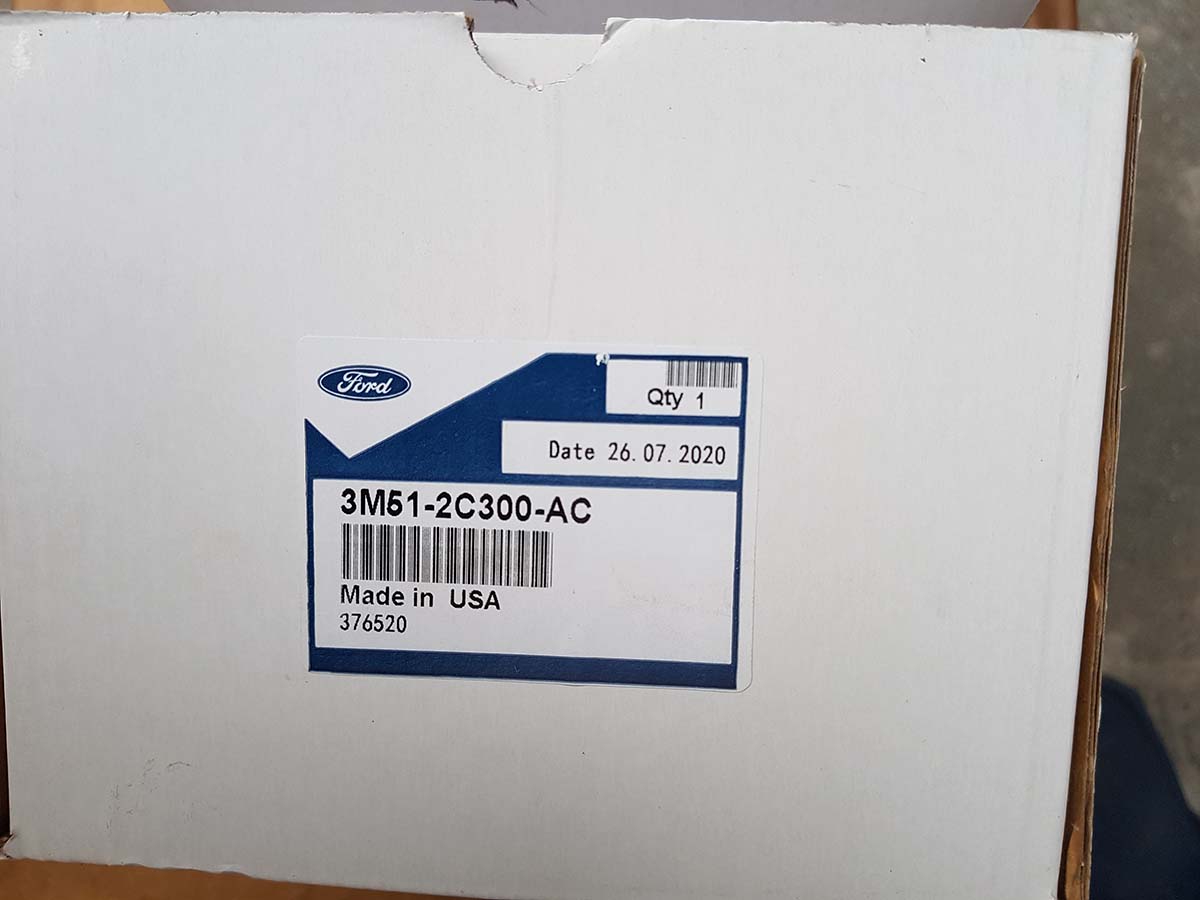 Ford
Qty 1
Date 26.07.2020
3M51-2C300-AC
Made in USA
376520